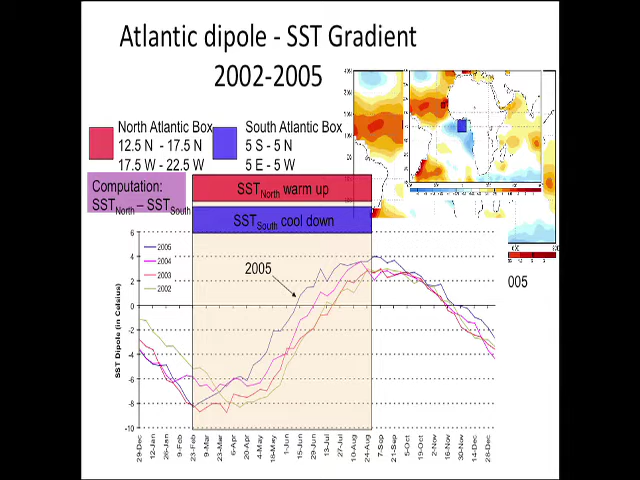 Atlantic dipole - SST Gradient
2002-2005
North Atlantic Box
12.5 N - 17.5 N
17.5 W - 22.5 W
South Atlantic Box
5 S - 5 N
5 E - 5 W
Computation:
SSTNorth – SSTSouth
SSTNorth warm up
SSTSouth cool down
005
2005
2004
2003
2002
2005
SST Dipole (in Celsius)
6
4
2
0
-2
-4
-6
-8
-10
29-Dec
12-Jan
26-Jan
9-Feb
23-Feb
9-Mar
23-Mar
6-Apr
20-Apr
4-May
18-May
1-Jun
15-Jun
29-Jun
13-Jul
27-Jul
10-Aug
24-Aug
7-Sep
21-Sep
5-Oct
19-Oct
2-Nov
16-Nov
30-Nov
14-Dec
28-Dec